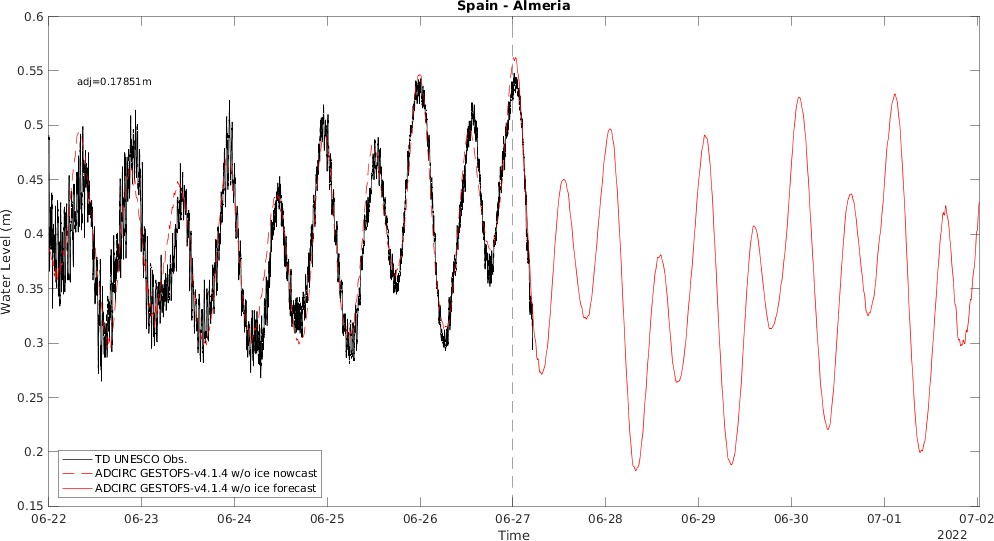 Spain - Almeria
0.6
0.55
0.5
0.45
0.4
0.35
0.3
0.25
0.2
0.15
Water Level (m)
adj=0.17851m
TD UNESCO Obs.
ADCIRC GESTOFS-v4.1.4 w/o ice nowcast
ADCIRC GESTOFS-v4.1.4 w/o ice forecast
06-22 06-23 06-24 06-25 06-26 06-27 06-28 06-29 06-30 07-01 07-02
Time
2022